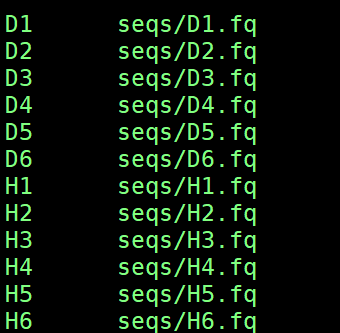 D1 seqs/D1.fq
D2 seqs/D2.fq
D3 seqs/D3.fq
D4 seqs/D4.fq
D5 seqs/D5.fq
D6 seqs/D6.fq
H1 seqs/H1.fq
H2 seqs/H2.fq
H3 seqs/H3.fq
H4 seqs/H4.fq
H5 seqs/H5.fq
H6 seqs/H6.fq